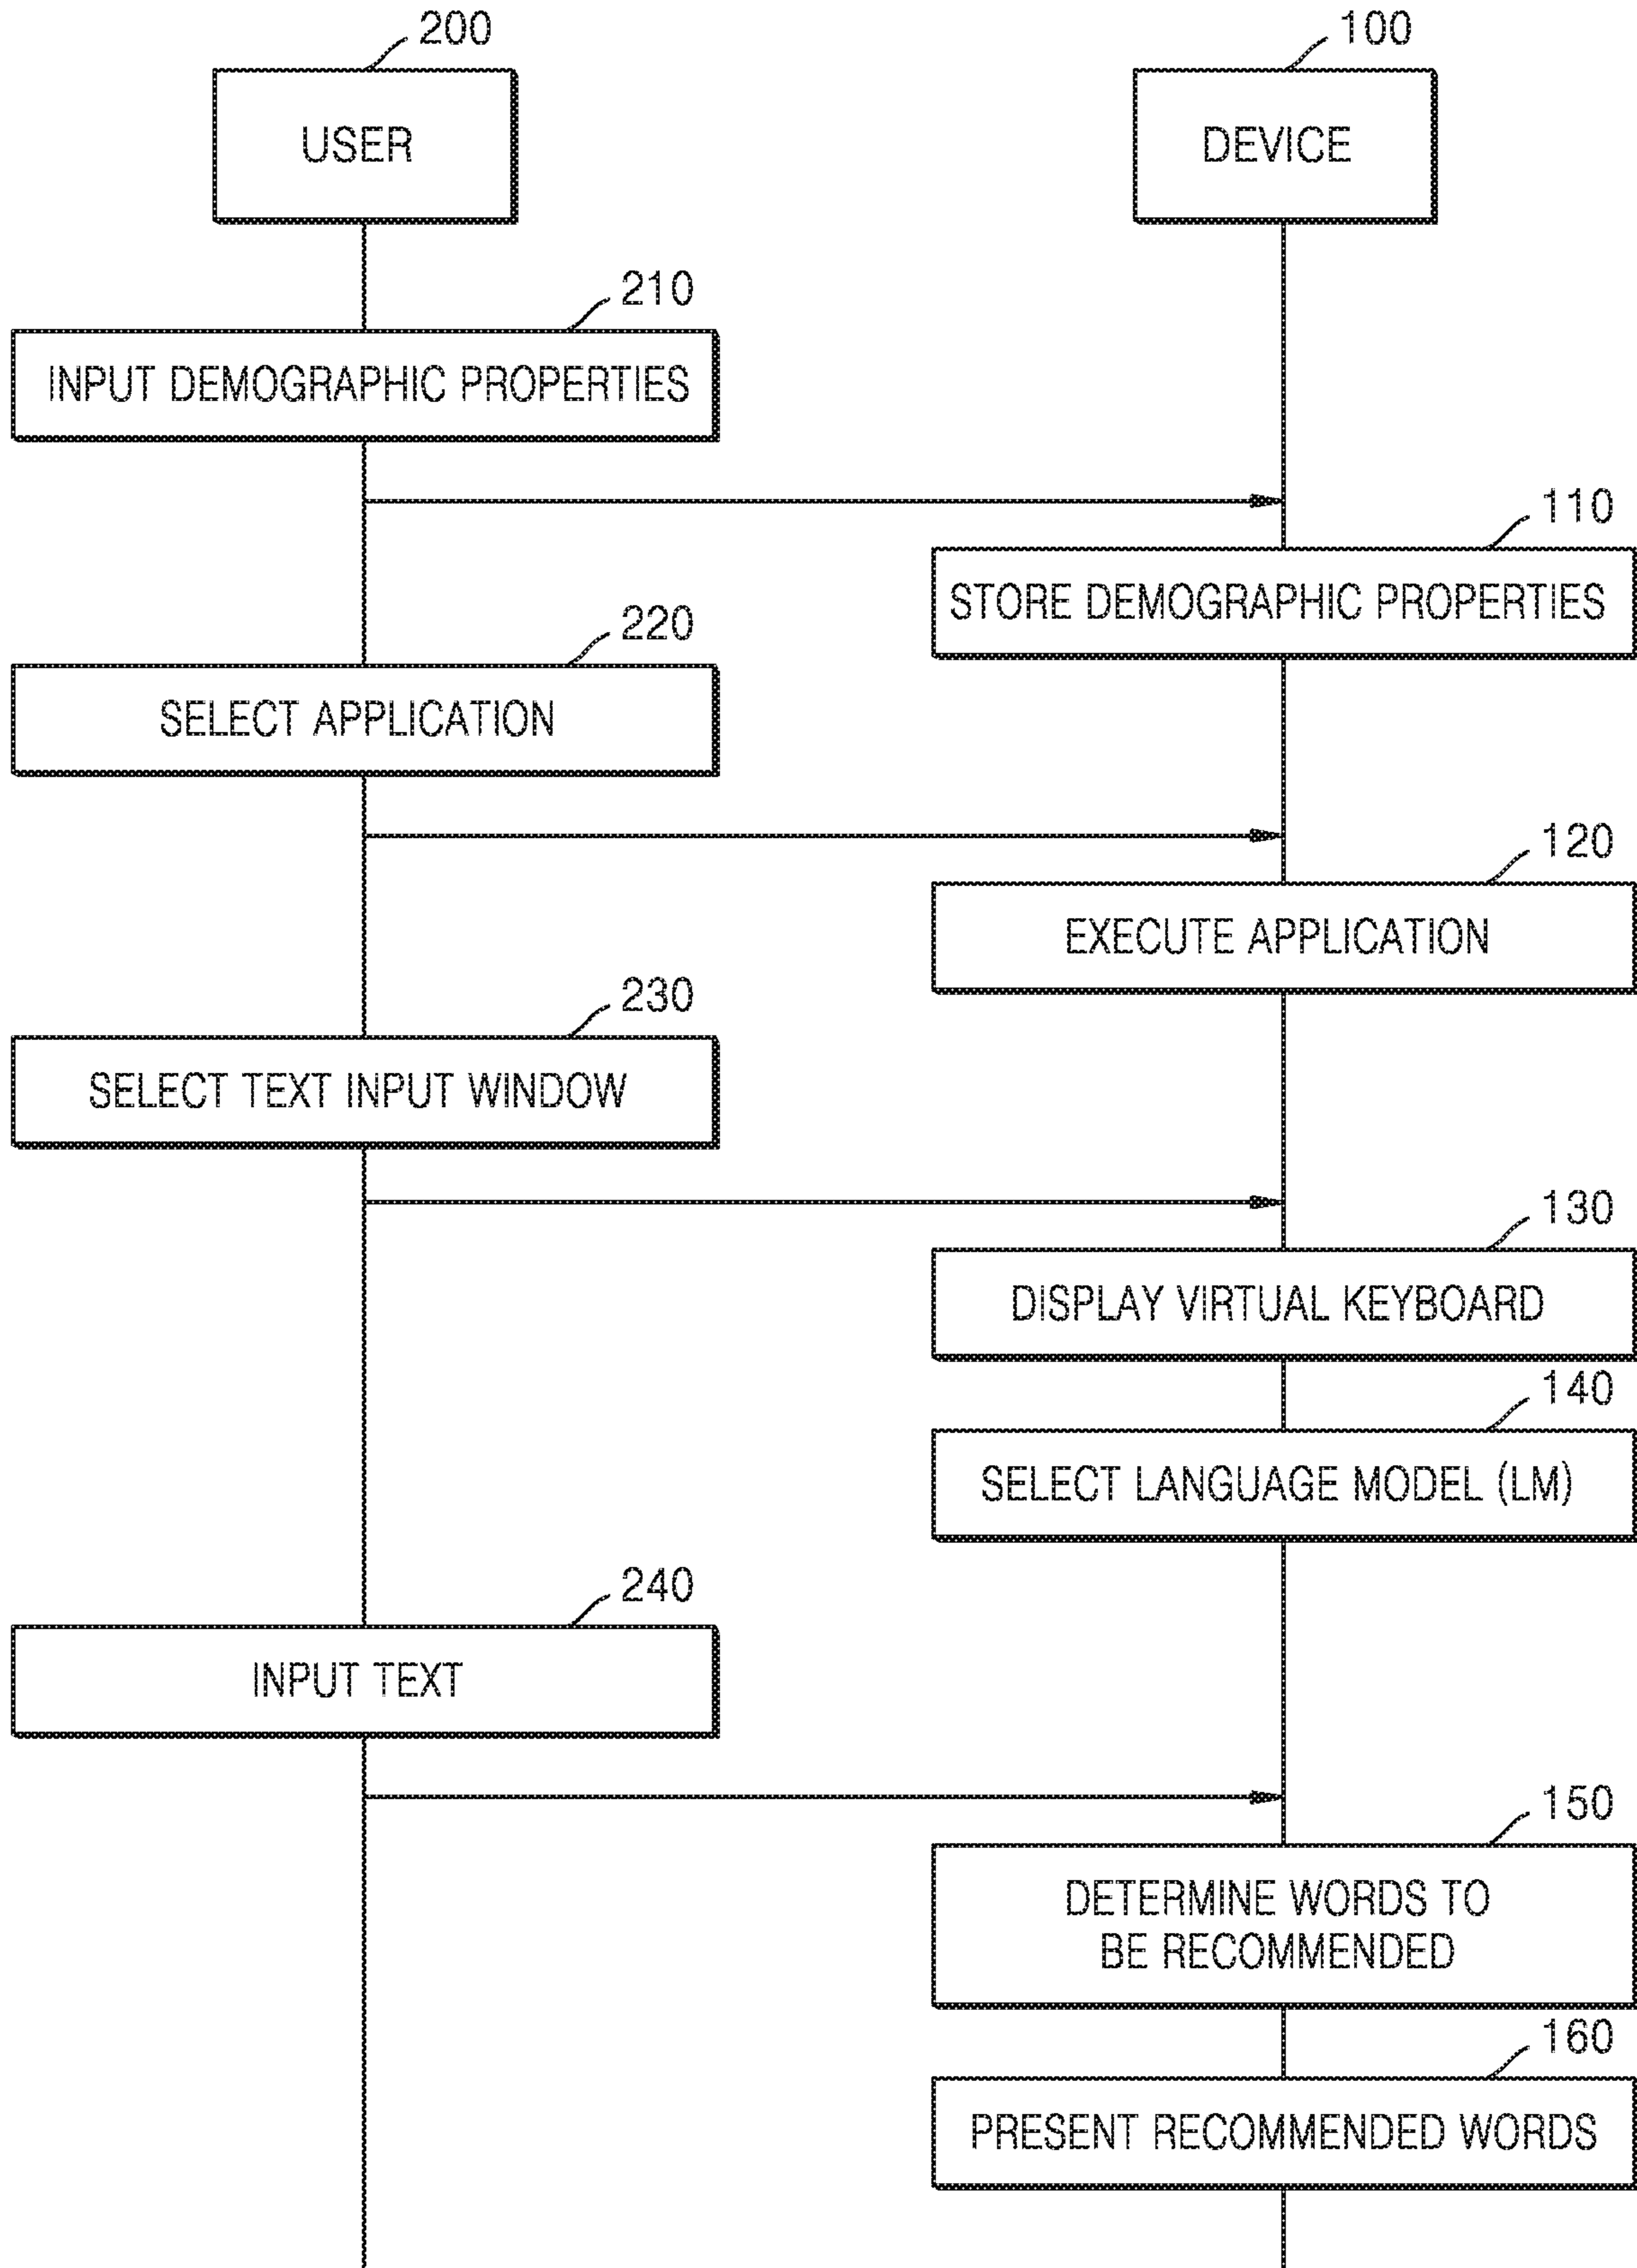 200
100
USER
DEVICE
210
INPUT DEMOGRAPHIC PROPERTIES
110
STORE DEMOGRAPHIC PROPERTIES
220
SELECT APPLICATION
120
EXECUTE APPLICATION
230
SELECT TEXT INPUT WINDOW
130
DISPLAY VIRTUAL KEYBOARD
140
SELECT LANGUAGE MODEL (LM)
240
INPUT TEXT
150
DETERMINE WORDS TO
BE RECOMMENDED
160
PRESENT RECOMMENDED WORDS